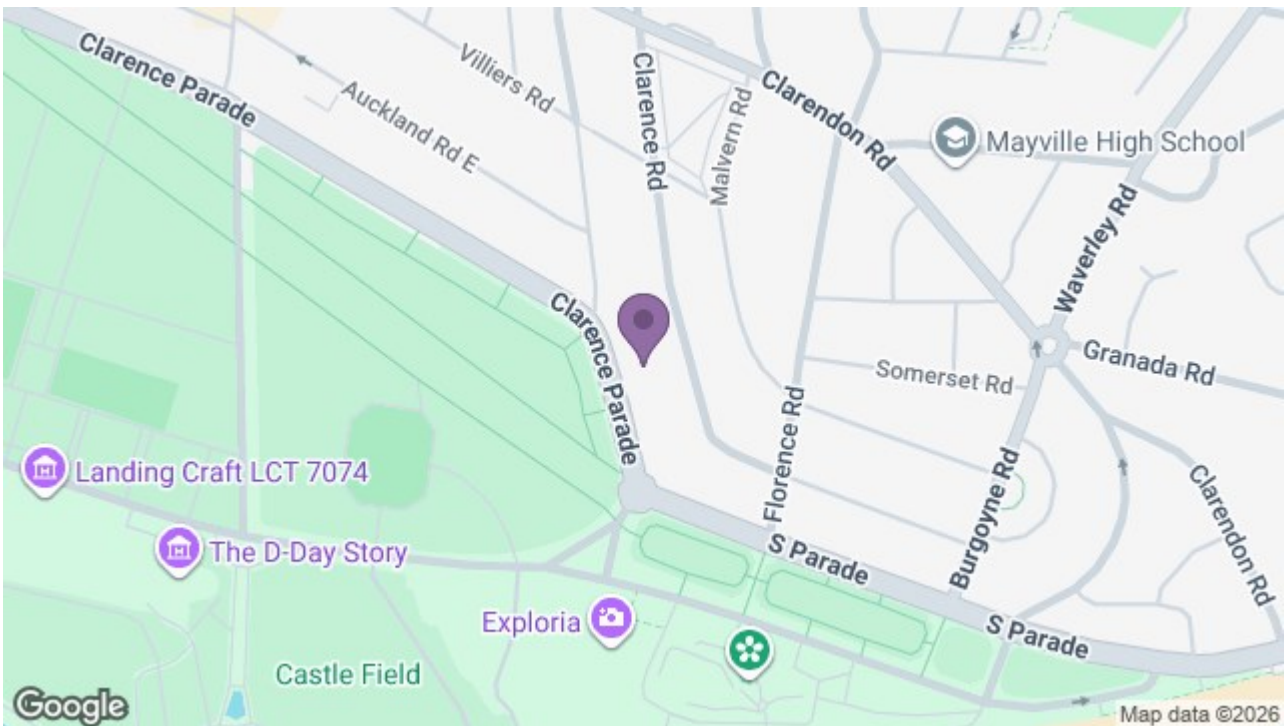 Clarence Parade
Villiers Rd
Auckland Rd E
Clarence Rd
Malvern Rd
Clarendon Rd
Mayville High School
Waverley Rd
Clarence Parade
Granada Rd
Somerset Rd
Florence Rd
Landing Craft LCT 7074
Burgoyne Rd
Clarendon Rd
The D-Day Story
S Parade
Exploria
S Parade
Castle Field
Google
Map data ©2026